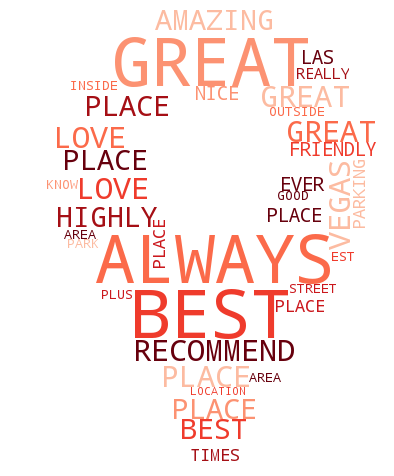 AMAZING
GREAT
LAS
REALLY
INSIDE
NICE
GREAT
PLACE
OUTSIDE
LOVE
GREAT
FRIENDLY
PLACE
VEGAS
PARKING
KNOW
LOVE
EVER
GOOD
HIGHLY
PLACE
AREA
PARK
PLACE
ALWAYS
EST
PLUS
STREET
BEST
PLACE
RECOMMEND
PLACE
AREA
LOCATION
PLACE
BEST
TIMES